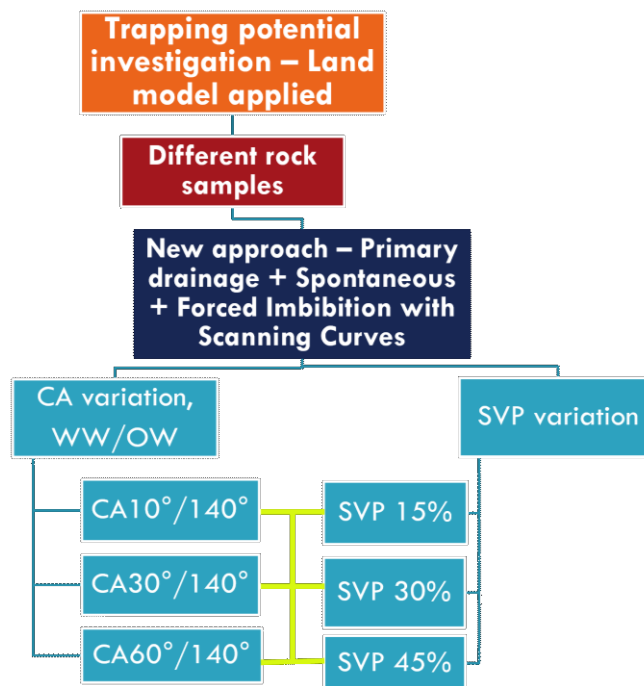 Trapping potential
investigation – Land
model applied
Different rock
samples
New approach – Primary
drainage + Spontaneous
+ Forced Imbibition with
Scanning Curves
CA variation,
WW/OW
SVP variation
CA10°/140°
SVP 15%
CA30°/140°
SVP 30%
CA60°/140°
SVP 45%